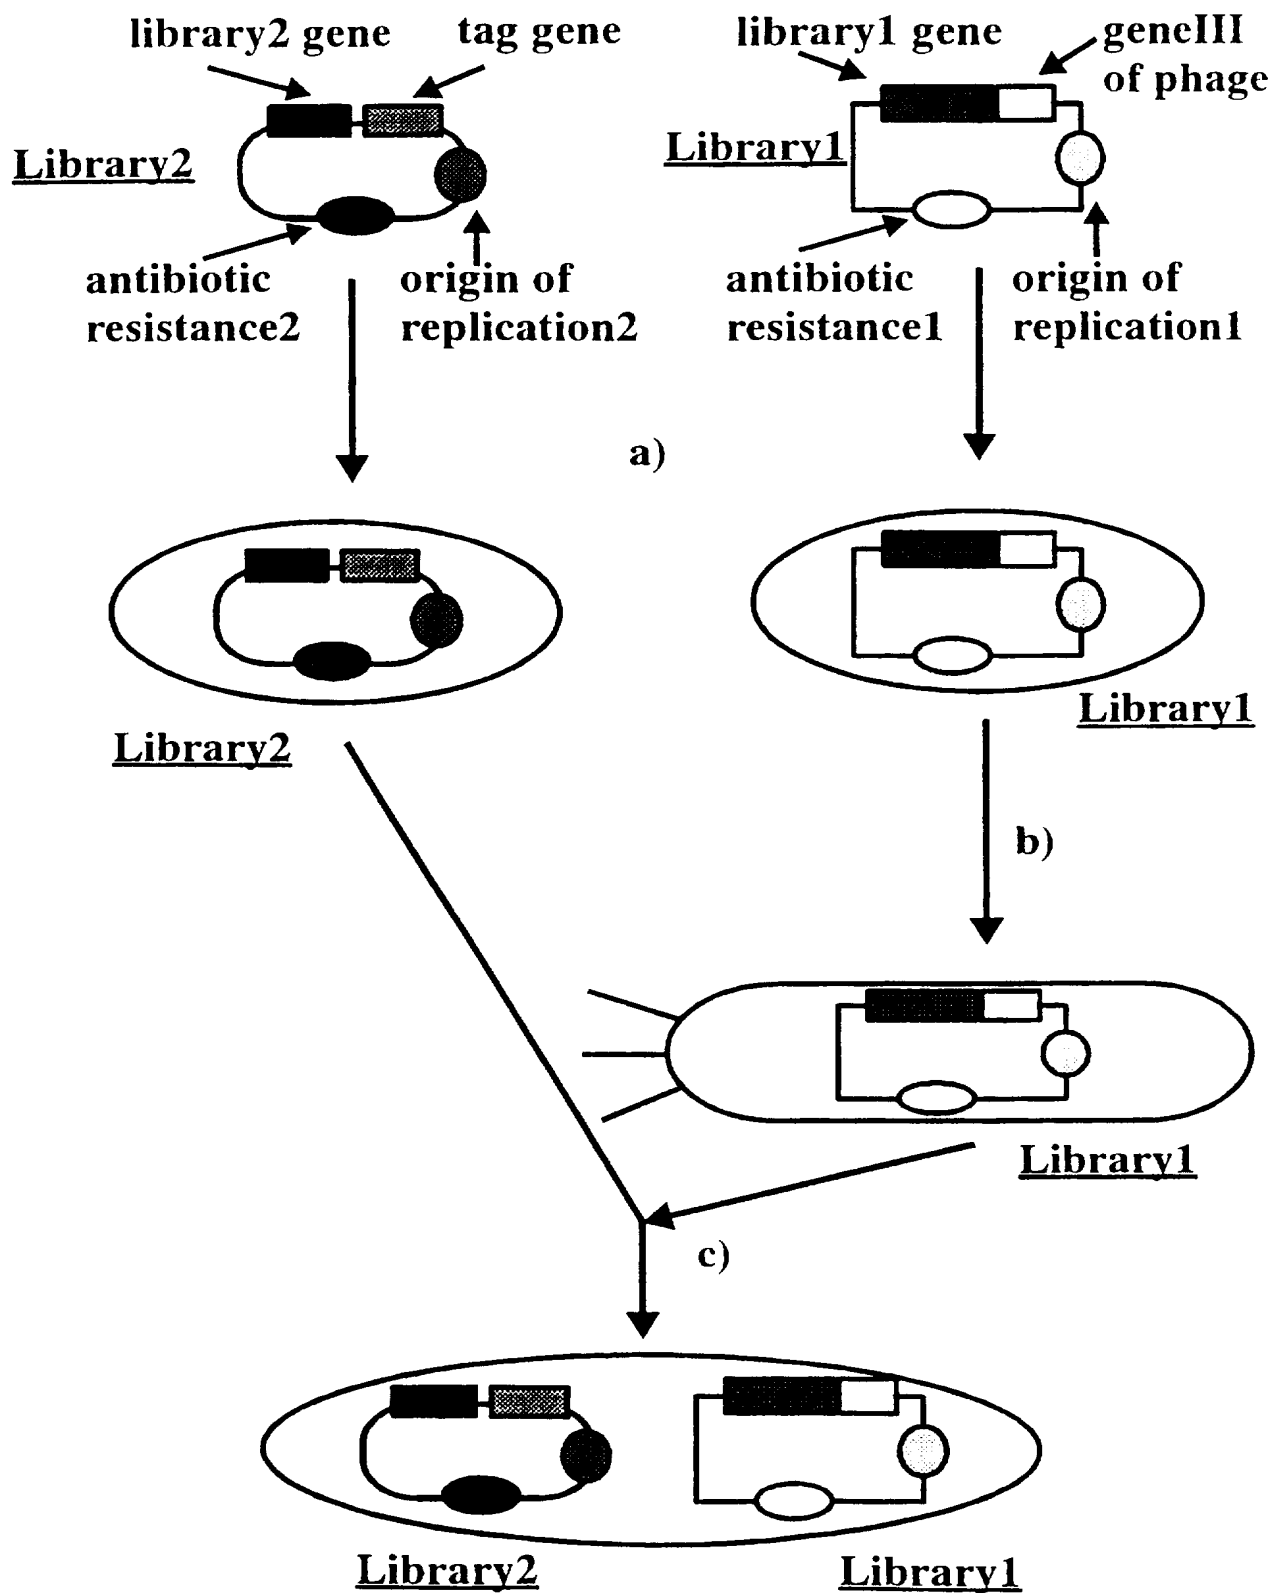 library2 gene
tag gene
library1 gene
geneIII
of phage
Library2
Library1
antibiotic
resistance2
origin of
replication2
antibiotic
resistance1
origin of
replication1
a)
Library2
Library1
b)
Library1
c)
Library2
Library1